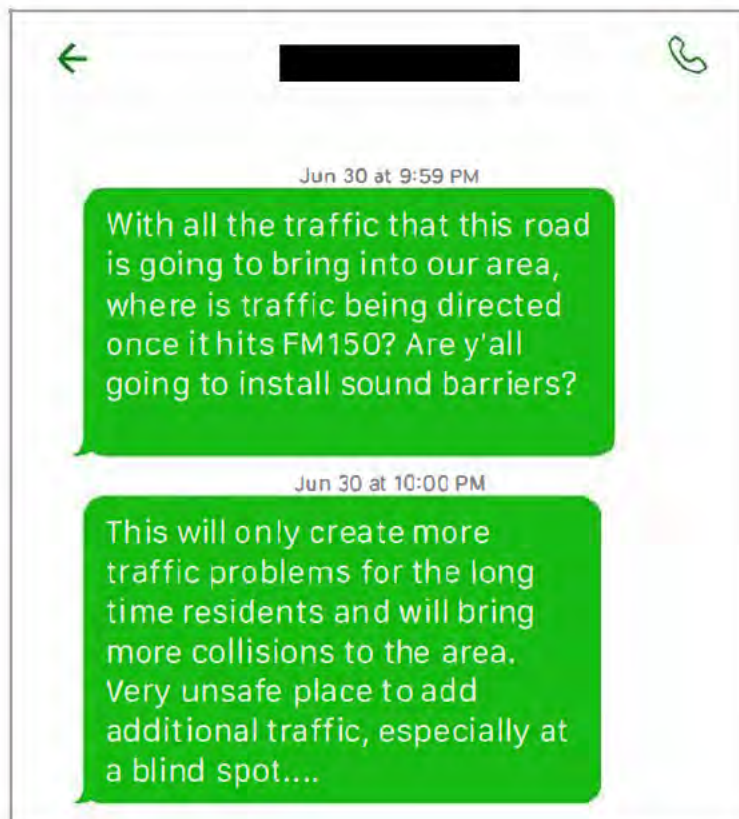 Jun 30 at 9:59 PM
With all the traffic that this road
is going to bring into our area,
where is traffic being directed
once it hits FM150? Are y'all
going to install sound barriers?
Jun 30 at 10:00 PM
This will only create more
traffic problems for the long
time residents and will bring
more collisions to the area.
Very unsafe place to add
additional traffic, especially at
a blind spot....